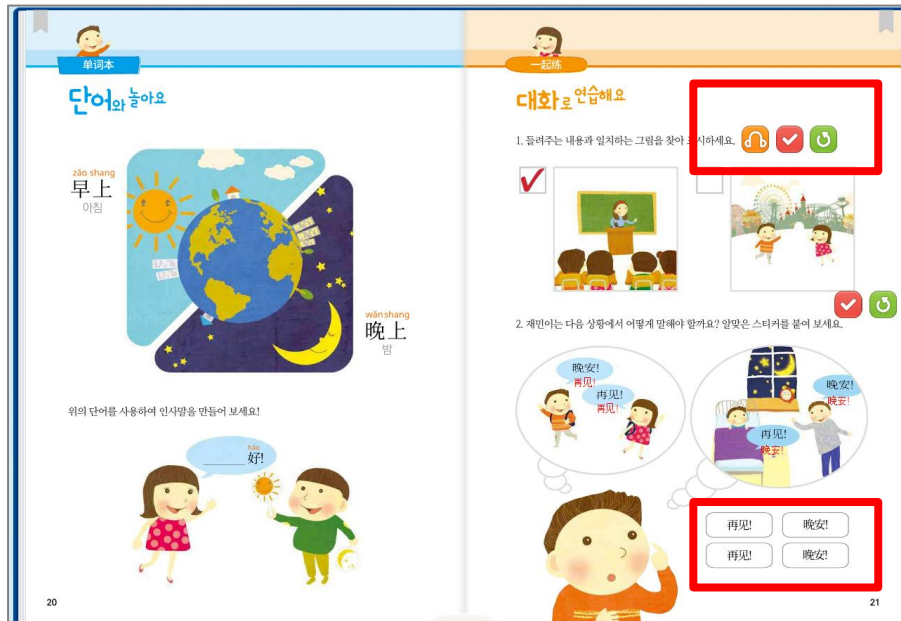 单词本
단어와 놀아요
zǎo shang
早上
아침
wǎn shang
晚上
밤
위의 단어를 사용하여 인사말을 만들어 보세요!
hǎo
______好!
20
一起练
대화로 연습해요
1. 들려주는 내용과 일치하는 그림을 찾아 표시하세요.
2. 재민이는 다음 상황에서 어떻게 말해야 할까요? 알맞은 스티커를 붙여 보세요.
晚安!
再见!
再见!
再见!
晚安!
晚安!
再见!
晚安!
再见! 晚安!
再见! 晚安!
21